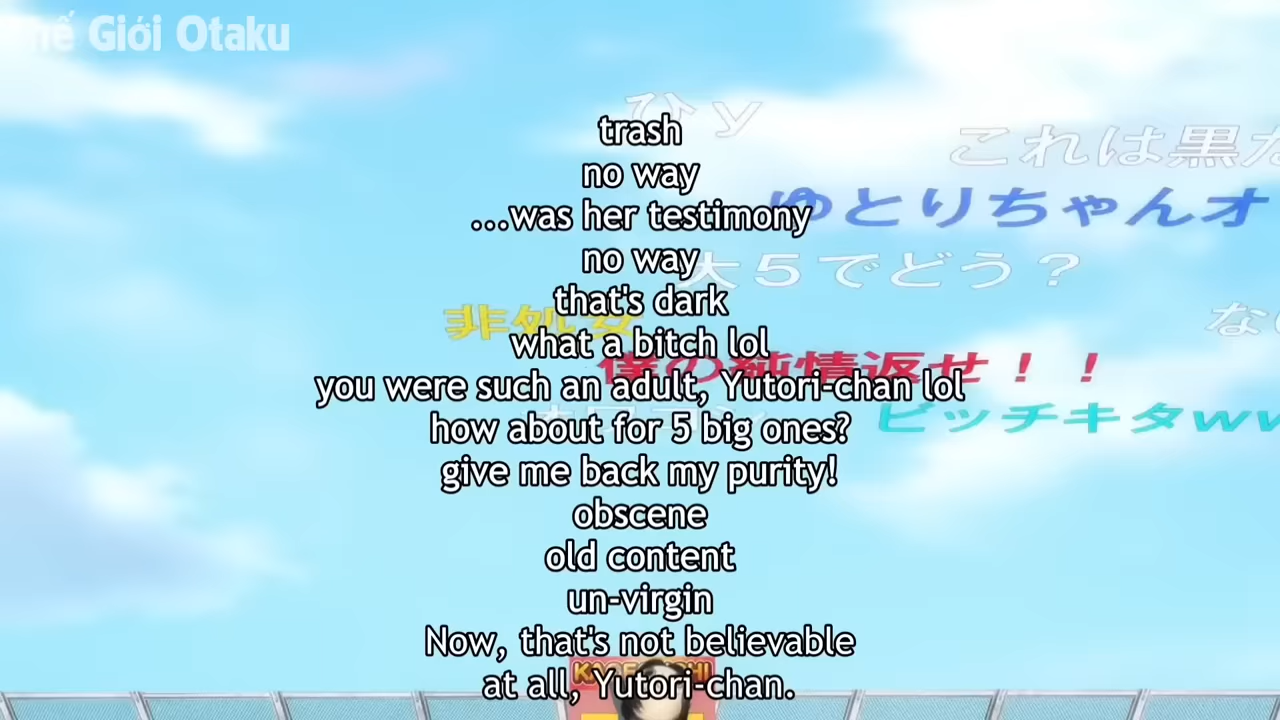 hế Giới Otaku
ひy
trash
これは黒
no way
ゆとりちゃんオ
...was her testimony
no way
大5でどう？
that's dark
非処女
な
what a bitch lol
僕の純情返せ！！
you were such an adult, Yutori-chan lol
ビッチキタww
how about for 5 big ones?
give me back my purity!
obscene
old content
un-virgin
Now, that's not believable
at all, Yutori-chan.